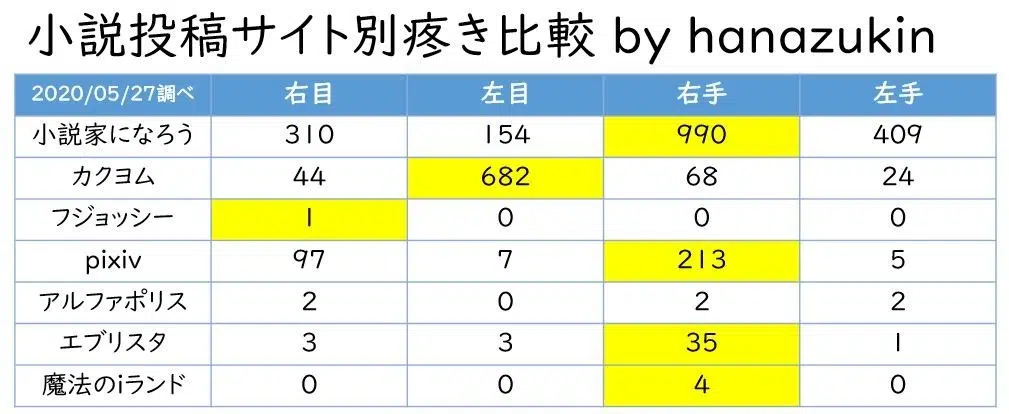 小説投稿サイト別疼き比較 by hanazukin
2020/05/27調べ 右目 左目 右手 左手
小説家になろう 310 154 990 409
カクヨム 44 682 68 24
フジョッシー 1 0 0 0
pixiv 97 7 213 5
アルファポリス 2 0 2 2
エブリスタ 3 3 35 1
魔法のiランド 0 0 4 0